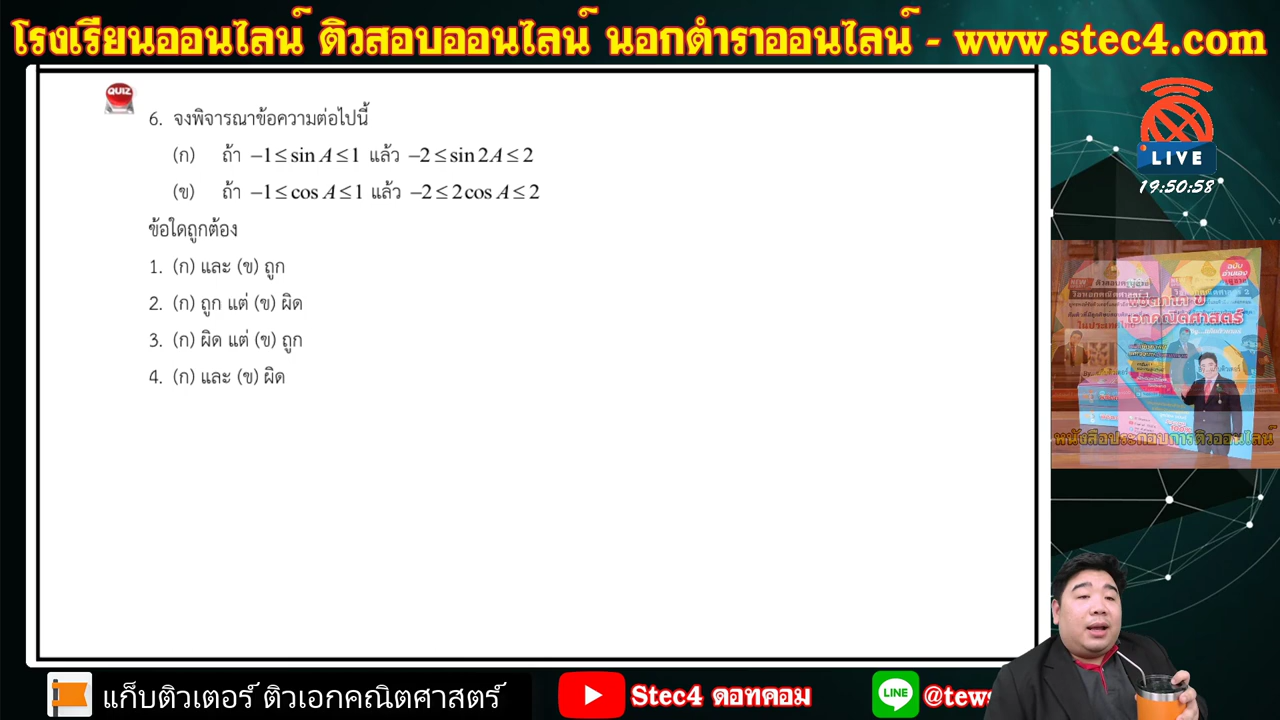 โรงเรียนออนไลน์ ติวสอบออนไลน์ นอกตำราออนไลน์ - www.stec4.com
QUIZ
6. จงพิจารณาข้อความต่อไปนี้
(ก) ถ้า −1 ≤ sin A ≤ 1 แล้ว −2 ≤ sin 2A ≤ 2
(ข) ถ้า −1 ≤ cos A ≤ 1 แล้ว −2 ≤ 2cos A ≤ 2
ข้อใดถูกต้อง
1. (ก) และ (ข) ถูก
2. (ก) ถูก แต่ (ข) ผิด
3. (ก) ผิด แต่ (ข) ถูก
4. (ก) และ (ข) ผิด
LIVE
19:50:58
หนังสือประกอบการติวออนไลน์
แก็บติวเตอร์ ติวเอกคณิตศาสตร์
Stec4 ดอทคอม
LINE
@tews